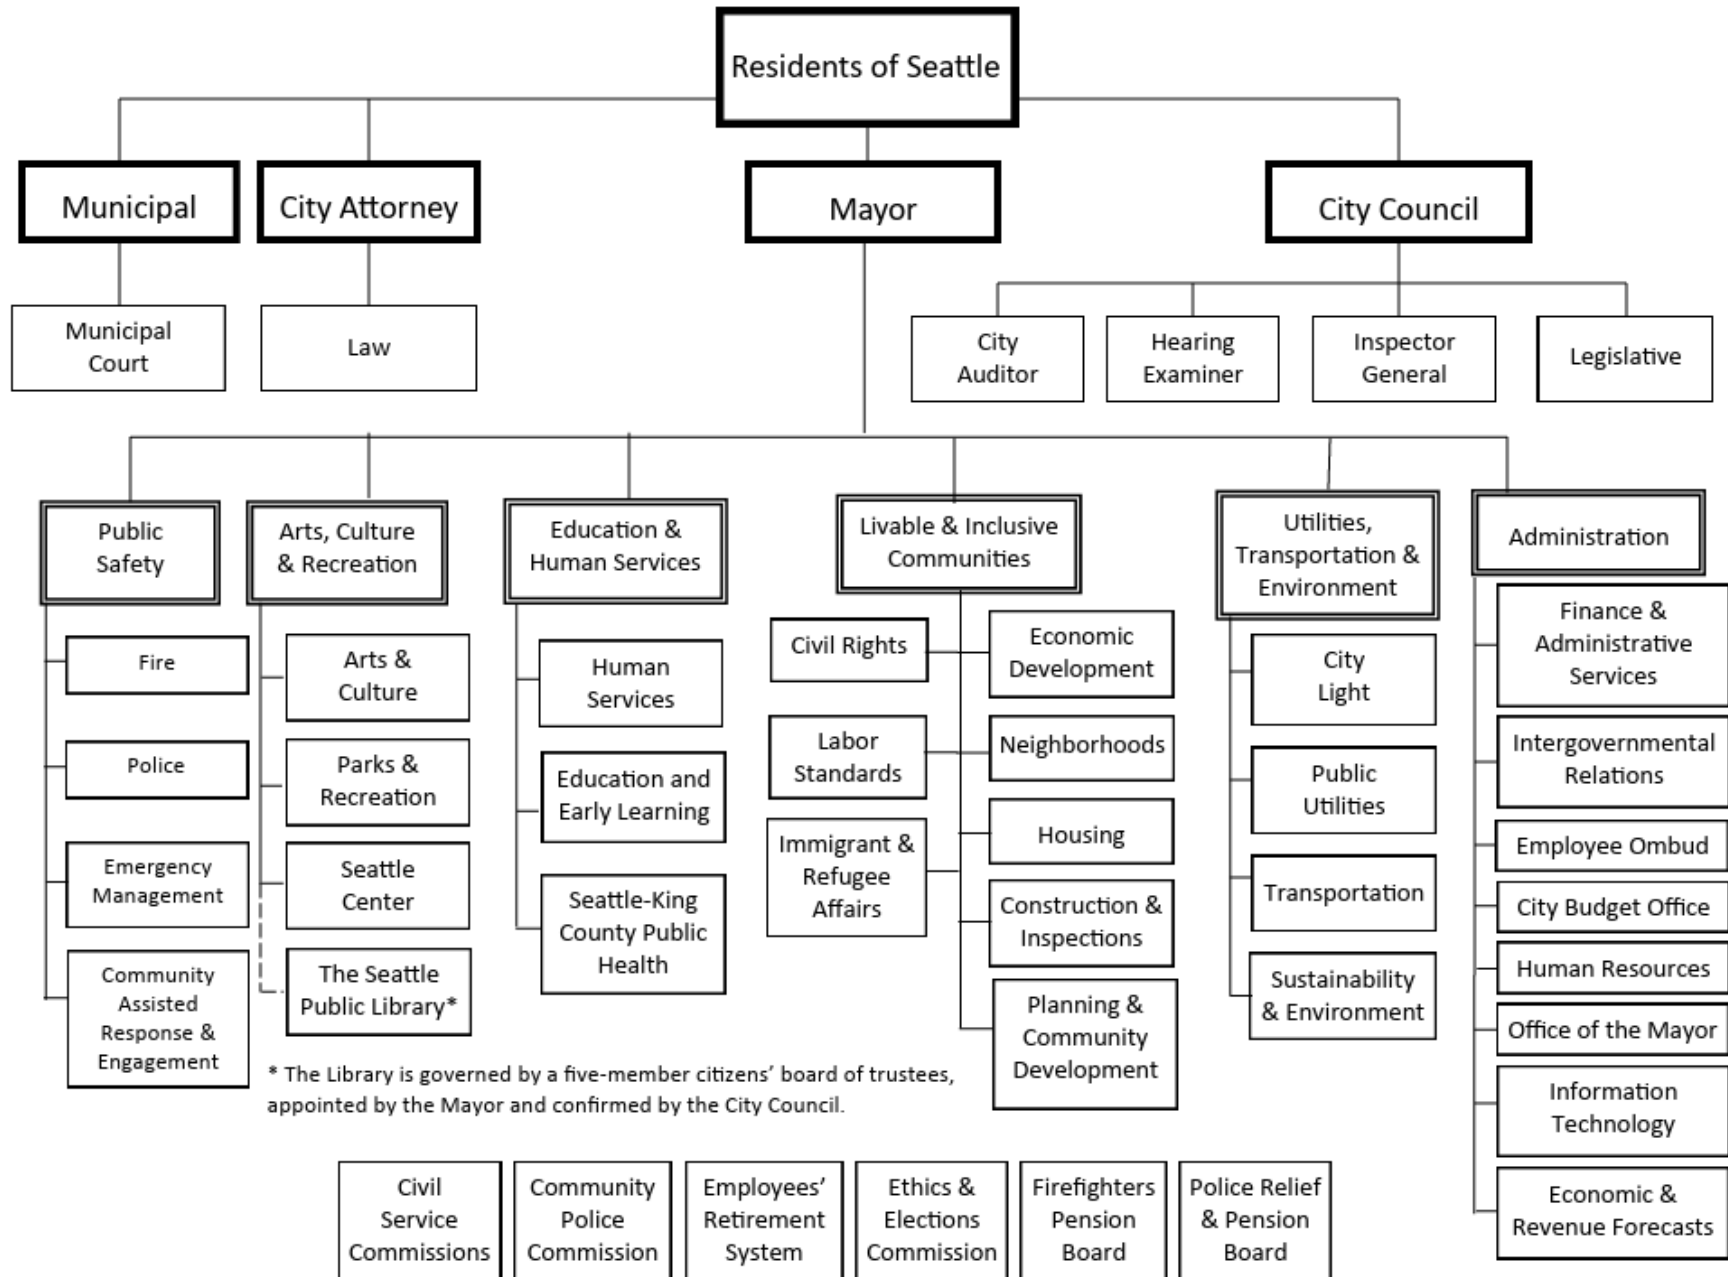 Residents of Seattle
Municipal
City Attorney
Mayor
City Council
Municipal
Court
Law
City
Auditor
Hearing
Examiner
Inspector
General
Legislative
Public
Safety
Arts, Culture
& Recreation
Education &
Human Services
Livable & Inclusive
Communities
Utilities,
Transportation &
Environment
Administration
Fire
Police
Emergency
Management
Community
Assisted
Response &
Engagement
Arts &
Culture
Parks &
Recreation
Seattle
Center
The Seattle
Public Library*
Human
Services
Education and
Early Learning
Seattle-King
County Public
Health
Civil Rights
Labor
Standards
Immigrant &
Refugee
Affairs
Economic
Development
Neighborhoods
Housing
Construction &
Inspections
Planning &
Community
Development
City
Light
Public
Utilities
Transportation
Sustainability
& Environment
Finance &
Administrative
Services
Intergovernmental
Relations
Employee Ombud
City Budget Office
Human Resources
Office of the Mayor
Information
Technology
Economic &
Revenue Forecasts
* The Library is governed by a five-member citizens’ board of trustees,
appointed by the Mayor and confirmed by the City Council.
Civil
Service
Commissions
Community
Police
Commission
Employees’
Retirement
System
Ethics &
Elections
Commission
Firefighters
Pension
Board
Police Relief
& Pension
Board